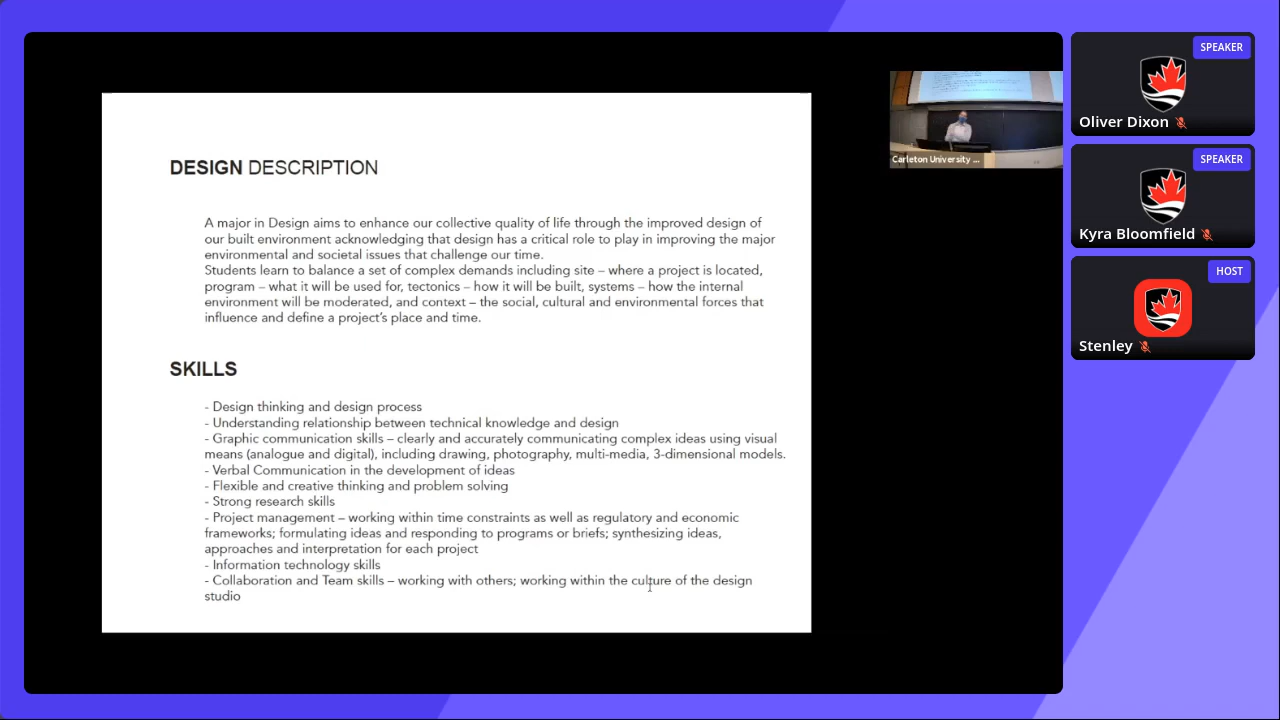 DESIGN DESCRIPTION
A major in Design aims to enhance our collective quality of life through the improved design of
our built environment acknowledging that design has a critical role to play in improving the major
environmental and societal issues that challenge our time.
Students learn to balance a set of complex demands including site – where a project is located,
program – what it will be used for, tectonics – how it will be built, systems – how the internal
environment will be moderated, and context – the social, cultural and environmental forces that
influence and define a project's place and time.
SKILLS
- Design thinking and design process
- Understanding relationship between technical knowledge and design
- Graphic communication skills – clearly and accurately communicating complex ideas using visual
means (analogue and digital), including drawing, photography, multi-media, 3-dimensional models.
- Verbal Communication in the development of ideas
- Flexible and creative thinking and problem solving
- Strong research skills
- Project management – working within time constraints as well as regulatory and economic
frameworks; formulating ideas and responding to programs or briefs; synthesizing ideas,
approaches and interpretation for each project
- Information technology skills
- Collaboration and Team skills – working with others; working within the culture of the design
studio
Carleton University ...
SPEAKER
Oliver Dixon
SPEAKER
Kyra Bloomfield
HOST
Stenley